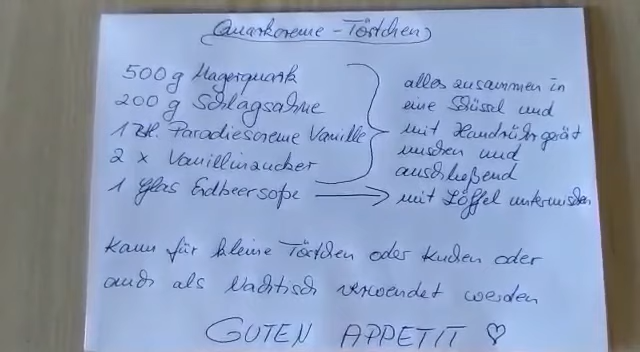 Quarkcreme - Törtchen
500 g Magerquark
200 g Schlagsahne
1 Pk. Paradiescreme Vanille
2 x Vanillinzucker
1 Glas Erdbeersoße
alles zusammen in
eine Schüssel und
mit Handrührgerät
mischen und
anschließend
mit Löffel untermischen
Kann für kleine Törtchen oder Kuchen oder
auch als Nachtisch verwendet werden
GUTEN APPETIT ♡